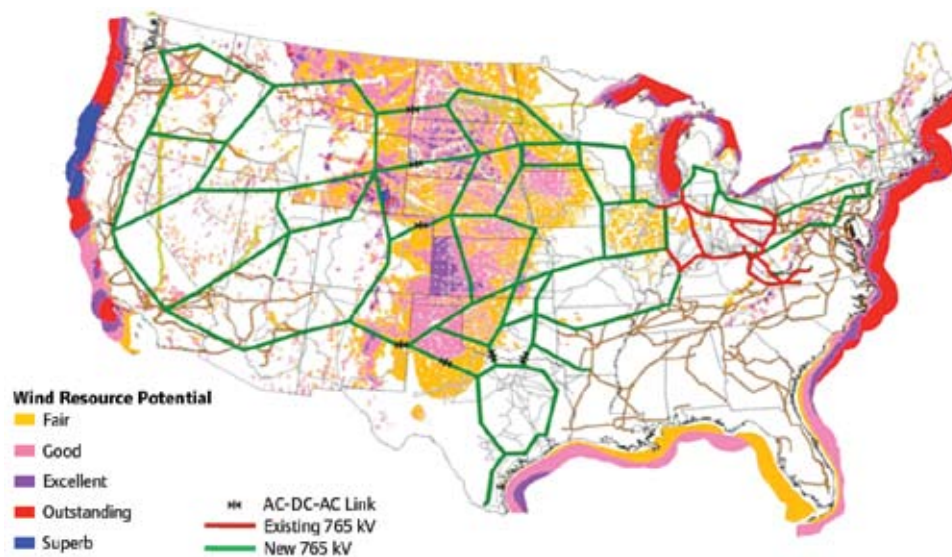 Wind Resource Potential
Fair
Good
Excellent
Outstanding
Superb
AC-DC-AC Link
Existing 765 kV
New 765 kV